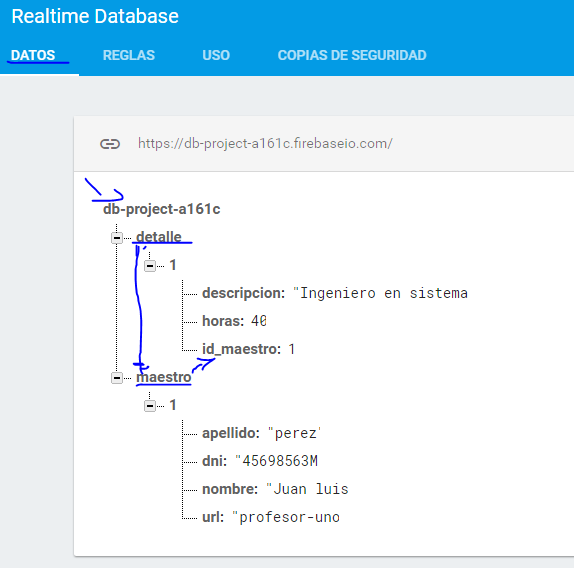 Realtime Database
DATOS REGLAS USO COPIAS DE SEGURIDAD
https://db-project-a161c.firebaseio.com/
db-project-a161c
detalle
1
descripcion: "Ingeniero en sistema
horas: 40
id_maestro: 1
maestro
1
apellido: "perez'
dni: "45698563M
nombre: "Juan luis
url: "profesor-uno